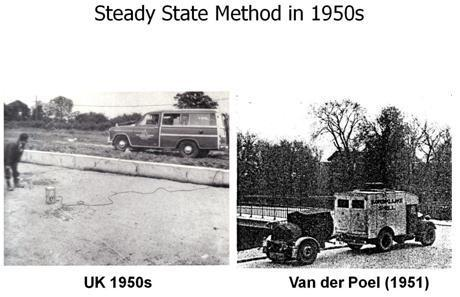 Steady State Method in 1950s
UK 1950s
Van der Poel (1951)